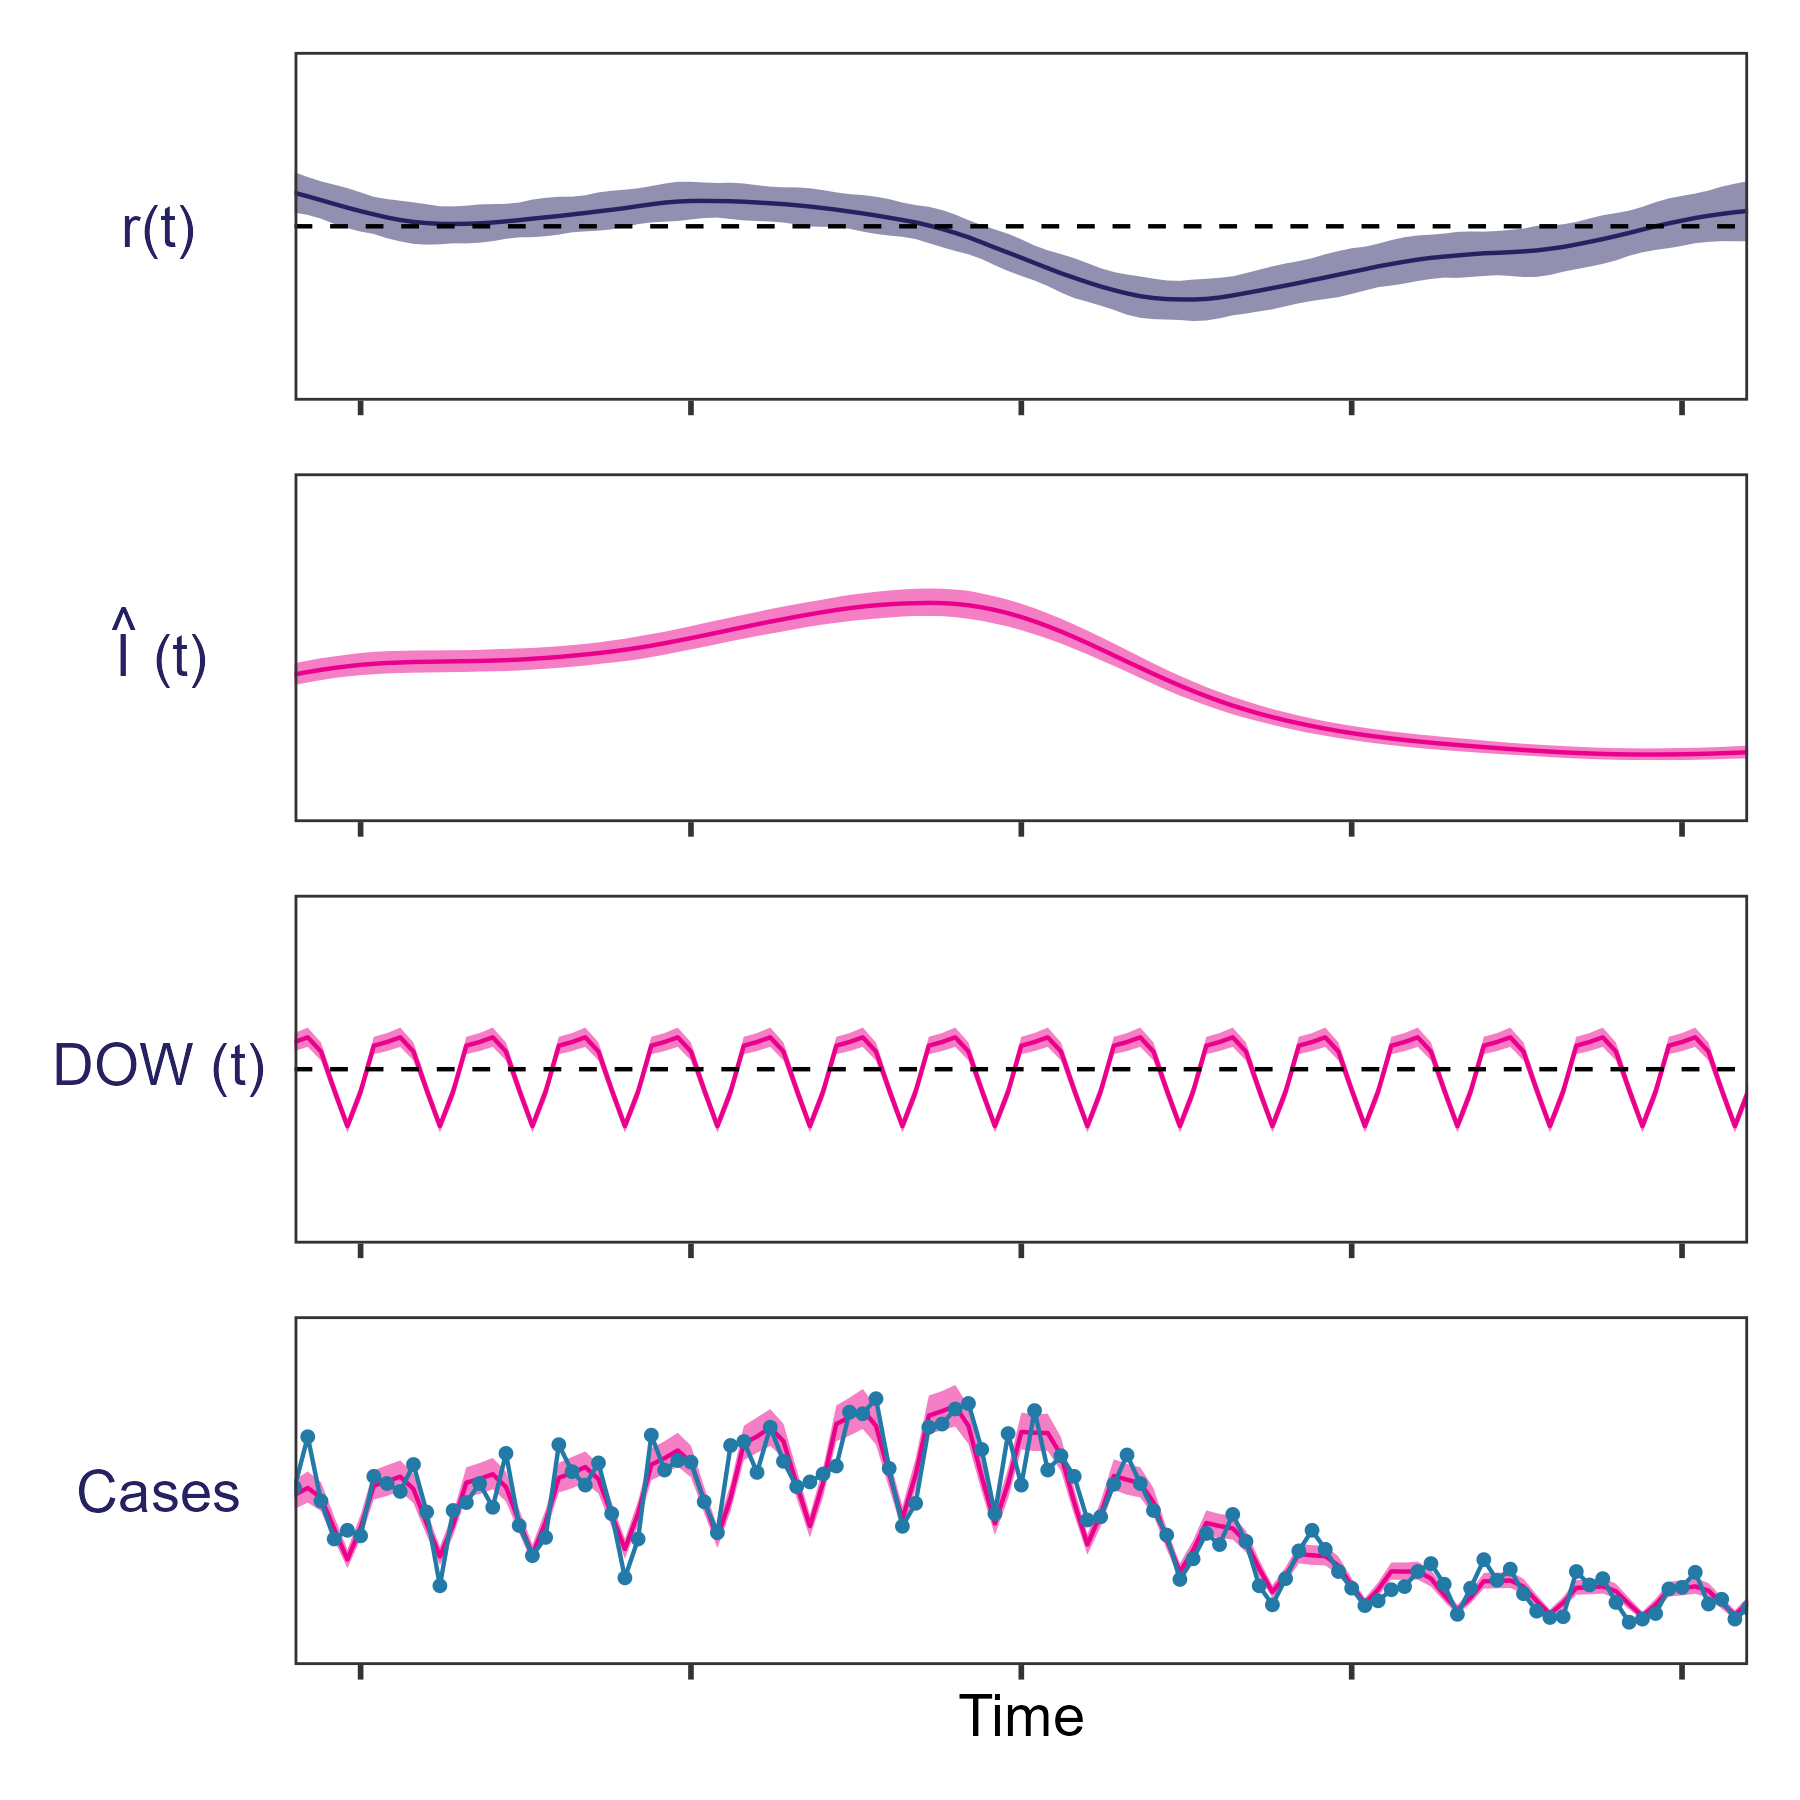 r(t)
Î (t)
DOW (t)
Cases
Time